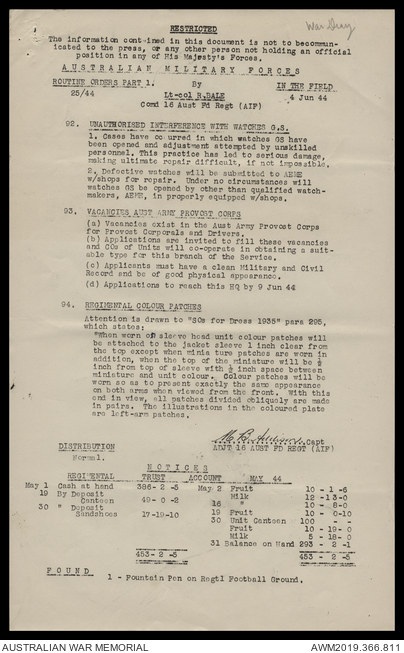 War Diary
RESTRICTED
The information contained in this document is not to becommun-
icated to the press, or any other person not holding an official
position in any of His Majesty's Forces.
AUSTRALIAN MILITARY FORCES
ROUTINE ORDERS PART 1. By IN THE FIELD
25/44 Lt-col R.BALE 4 Jun 44
Comd 16 Aust Fd Regt (AIF)
92. UNAUTHORISED INTERFERENCE WITH WATCHES G.S.
1. Cases have occurred in which watches GS have
been opened and adjustment attempted by unskilled
personnel. This practice has led to serious damage,
making ultimate repair difficult, if not impossible.
2. Defective watches will be submitted to AEME
w/shops for repair. Under no circumstances will
watches GS be opened by other than qualified watch-
makers, AEME, in properly equipped w/shops.
93. VACANCIES AUST ARMY PROVOST CORPS
(a) Vacancies exist in the Aust Army Provost Corps
for Provost Corporals and Drivers.
(b) Applications are invited to fill these vacancies
and COs of Unit will co-operate in obtaining a suit-
able type for this branch of the Service.
(c) Applicants must have a clean Military and Civil
Record and be of good physical appearance.
(d) Applications to reach this HQ by 9 Jun 44
94. REGIMENTAL COLOUR PATCHES
Attention is drawn to "SOs for Dress 1935" para 295,
which states:
"When worn of sleeve head unit colour patches will
be attached to the jacket sleeve 1 inch clear from
the top except when minia ture patches are worn in
addition, when the top of the miniature will be ½
inch from top of sleeve with ½ inch space between
miniature and unit colour. Colour patches will be
worn so as to present exactly the same appearance
on both arms when viewed from the front. With this
end in view, all patches divided obliquely are made
in pairs. The illustrations in the coloured plate
are left-arm patches.
Capt
DISTRIBUTION ADJT 16 AUST FD REGT (AIF)
Normal.
NOTICES
REGIMENTAL TRUST ACCOUNT MAY 44
May 1 Cash at hand 386- 2 -5 May 2 Fruit 10 - 1 -6
19 By Deposit Canteen 49- 0 -2 Milk 12 -13-0
16 " 10 - 8-0
30 " Deposit Sandshoes 17-19-10 19 Fruit 10 - 0-10
30 Unit Canteen 100 - -
Fruit 10 - 19- 0
Milk 5 - 18- 0
31 Balance on Hand 293 - 2 -1
453- 2 -5 453 - 2 -5
FOUND
1 - Fountain Pen on Regtl Football Ground.
AUSTRALIAN WAR MEMORIAL AWM2019.366.811